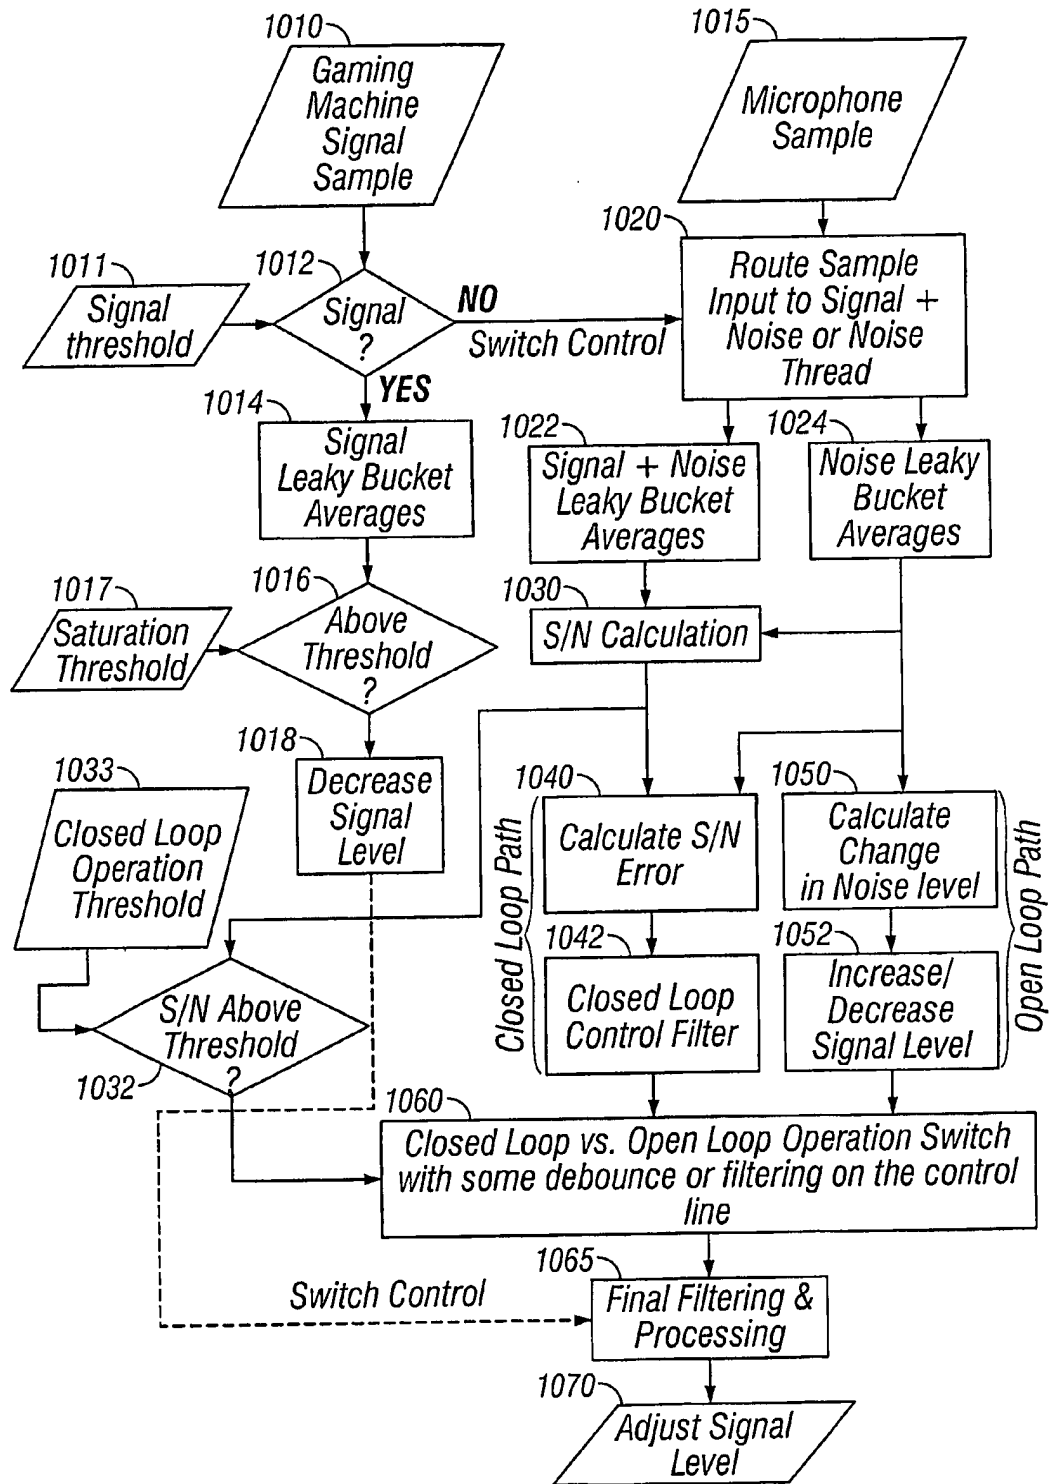 1010
Gaming
Machine
Signal
Sample
1015
Microphone
Sample
1011
Signal
threshold
1012
Signal
?
NO
Switch Control
YES
1020
Route Sample
Input to Signal +
Noise or Noise
Thread
1014
Signal
Leaky Bucket
Averages
1022
Signal + Noise
Leaky Bucket
Averages
1024
Noise Leaky
Bucket
Averages
1017
Saturation
Threshold
1016
Above
Threshold
?
1030
S/N Calculation
1018
Decrease
Signal
Level
1033
Closed Loop
Operation
Threshold
Closed Loop Path
1040
Calculate S/N
Error
1042
Closed Loop
Control Filter
1050
Calculate
Change
in Noise level
1052
Increase/
Decrease
Signal Level
Open Loop Path
S/N Above
Threshold
?
1032
1060
Closed Loop vs. Open Loop Operation Switch
with some debounce or filtering on the control
line
Switch Control
1065
Final Filtering &
Processing
1070
Adjust Signal
Level